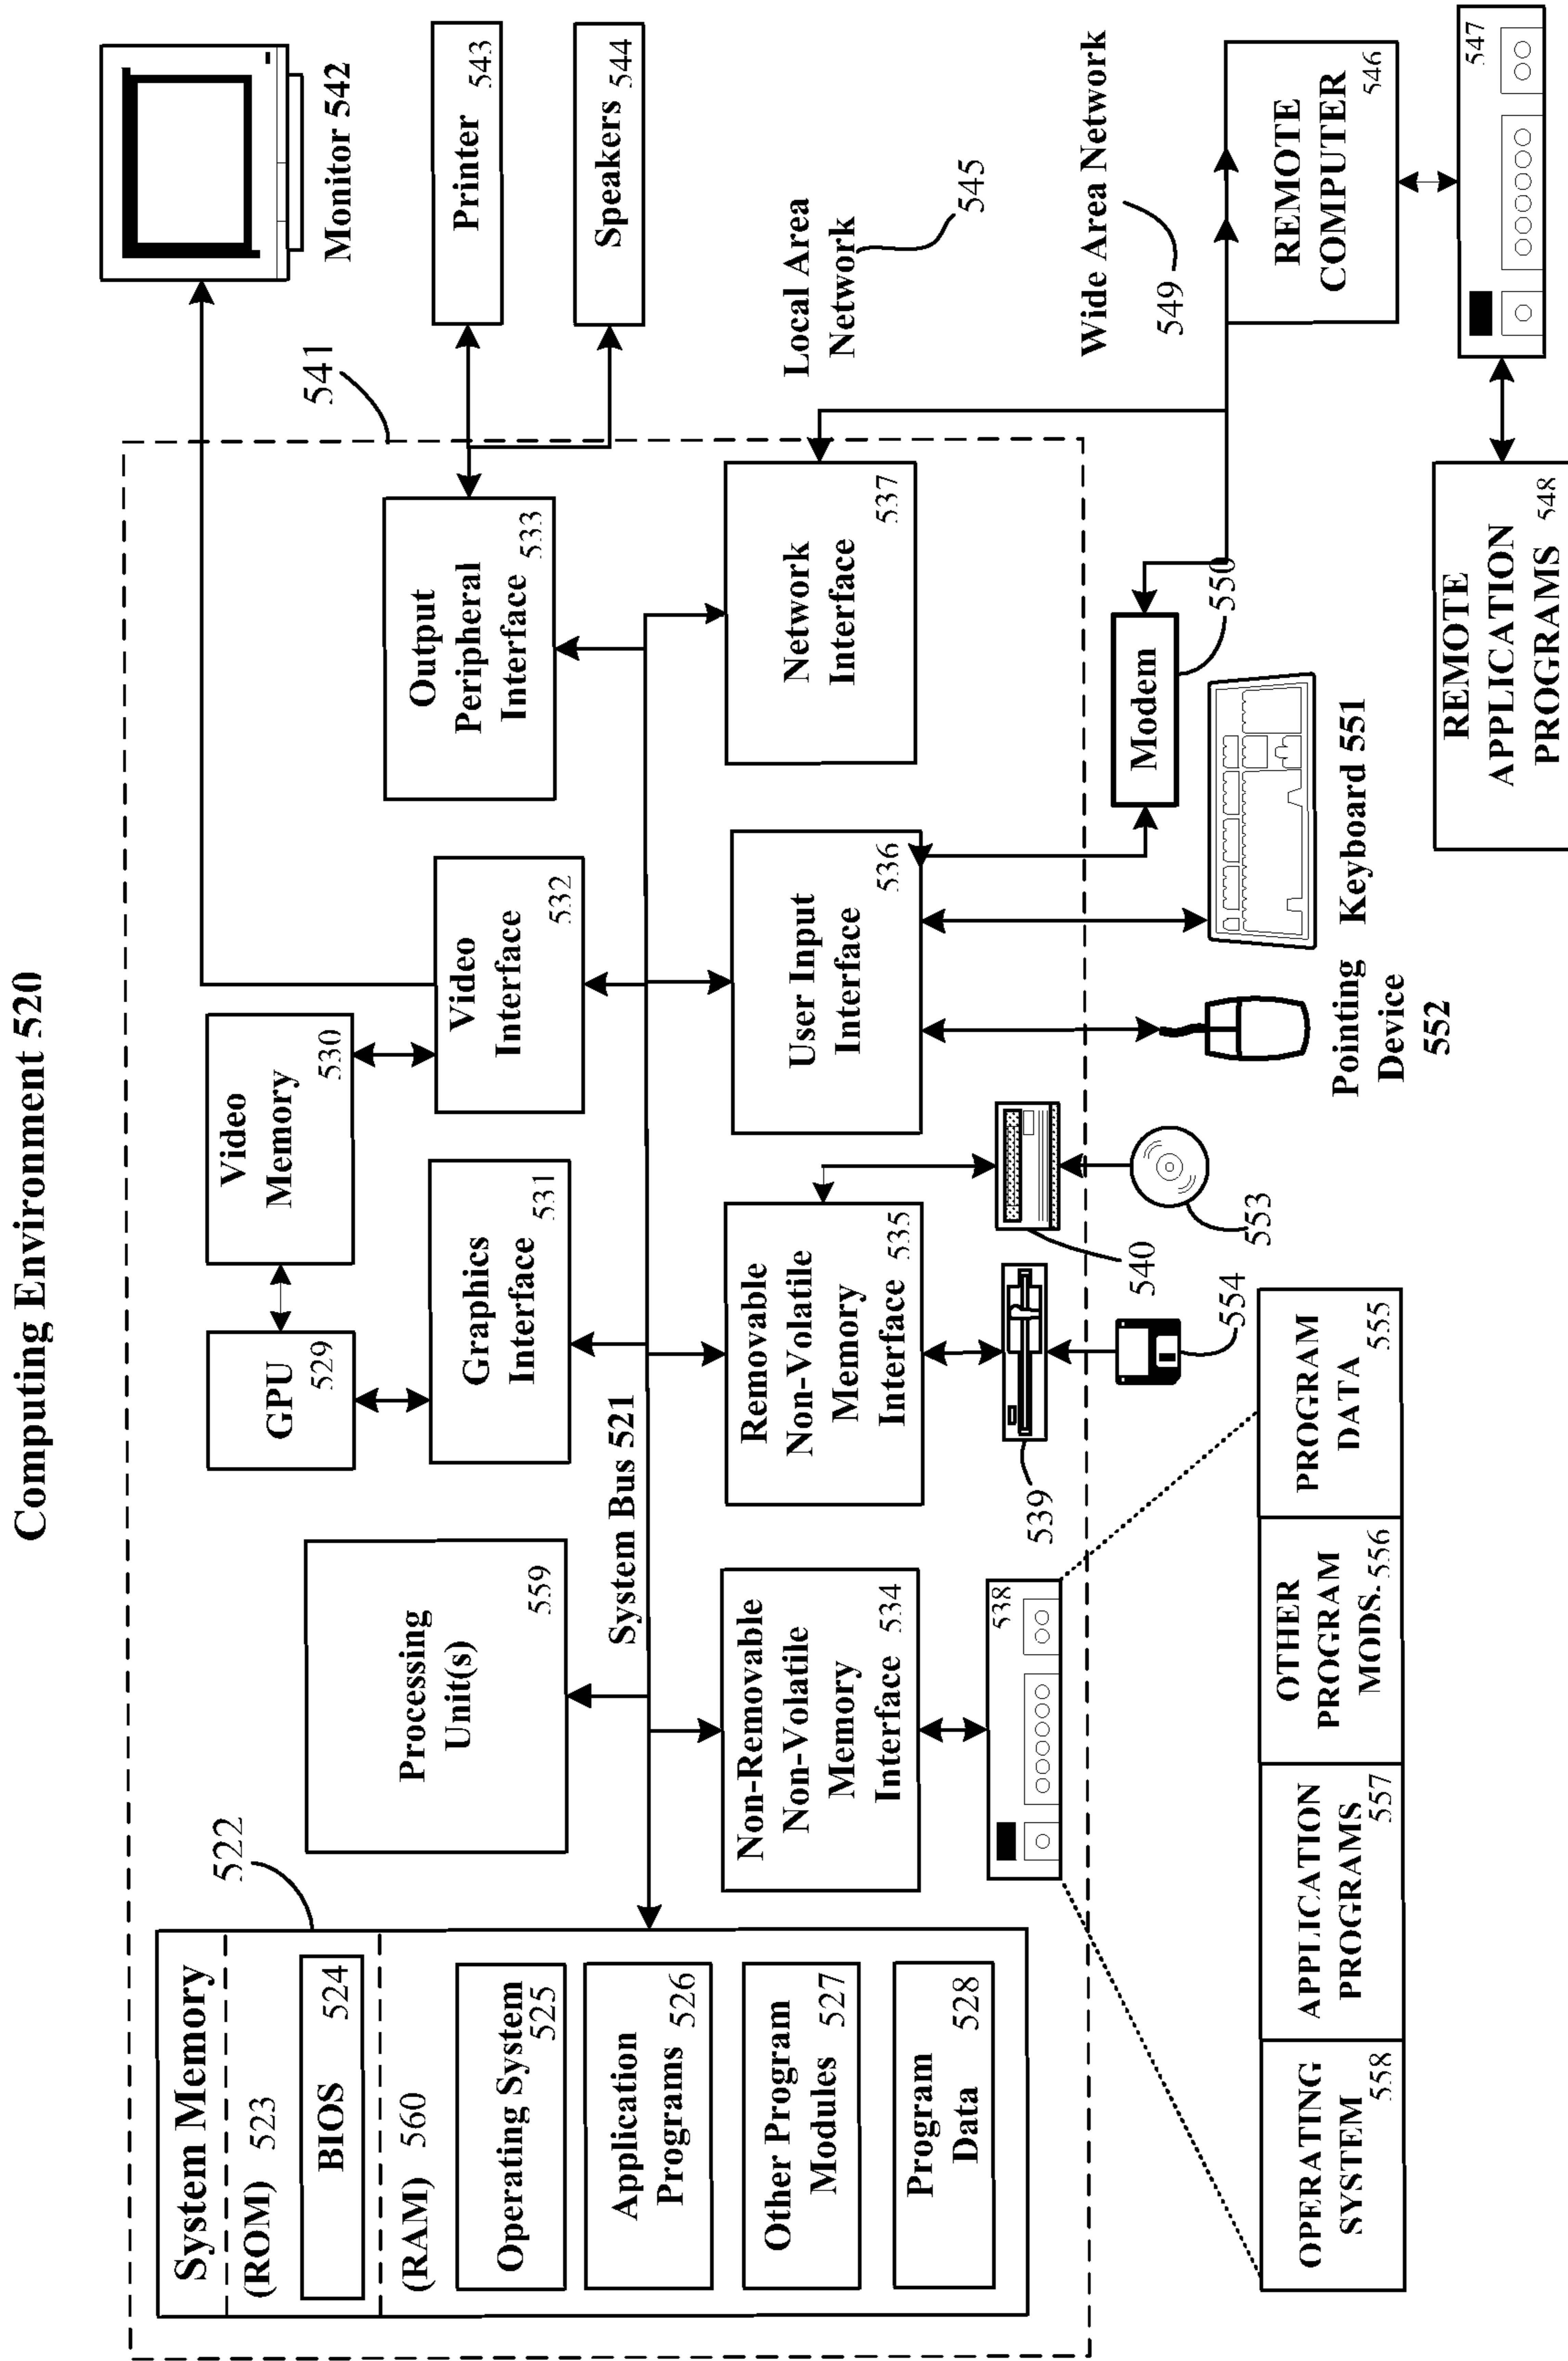 Computing Environment 520
System Memory
(ROM) 523
BIOS 524
(RAM) 560
Operating System
525
Application
Programs 526
Other Program
Modules 527
Program
Data 528
522
Processing
Unit(s)
559
GPU
529
Video
Memory
530
Graphics
Interface
531
Video
Interface
532
Output
Peripheral
Interface 533
541
Monitor 542
Printer 543
Speakers 544
System Bus 521
Non-Removable
Non-Volatile
Memory
Interface 534
Removable
Non-Volatile
Memory
Interface 535
User Input
Interface
536
Network
Interface
537
Local Area
Network
545
Wide Area Network
549
538
539
540
554
553
Modem
550
Pointing
Device
552
Keyboard 551
REMOTE
COMPUTER
546
547
OPERATING
SYSTEM
558
APPLICATION
PROGRAMS
557
OTHER
PROGRAM
MODS. 556
PROGRAM
DATA
555
REMOTE
APPLICATION
PROGRAMS 548